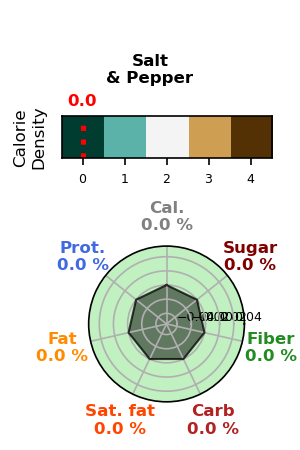 Salt
& Pepper
0.0
Calorie
Density
0 1 2 3 4
Cal.
0.0 %
Prot.
0.0 %
Sugar
0.0 %
Fat
0.0 %
Fiber
0.0 %
Sat. fat
0.0 %
Carb
0.0 %